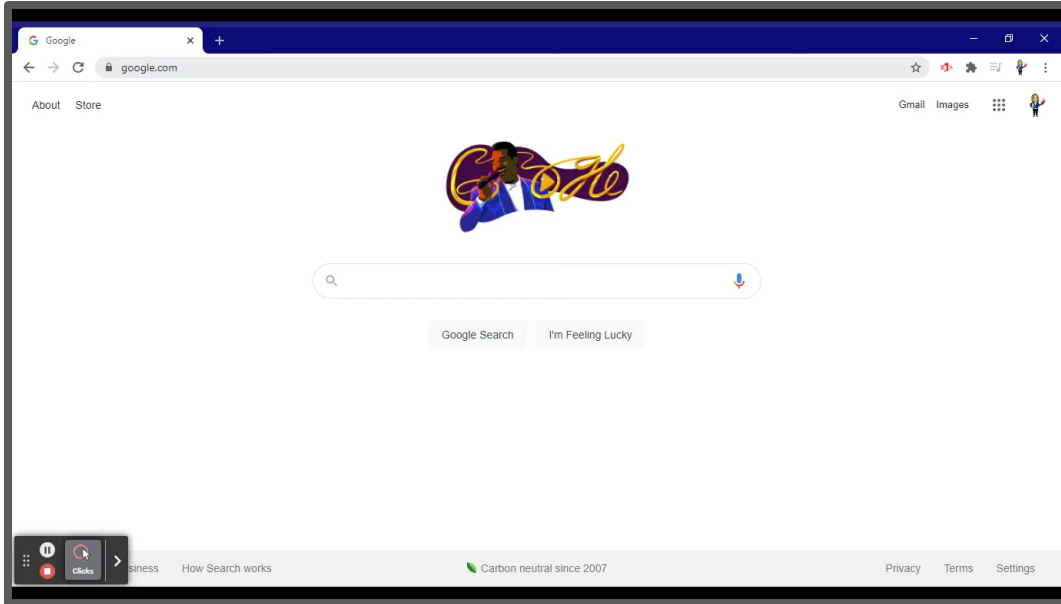 Google
google.com
About Store
Gmail Images
Google
Google Search I'm Feeling Lucky
Clicks
siness How Search works
Carbon neutral since 2007
Privacy Terms Settings